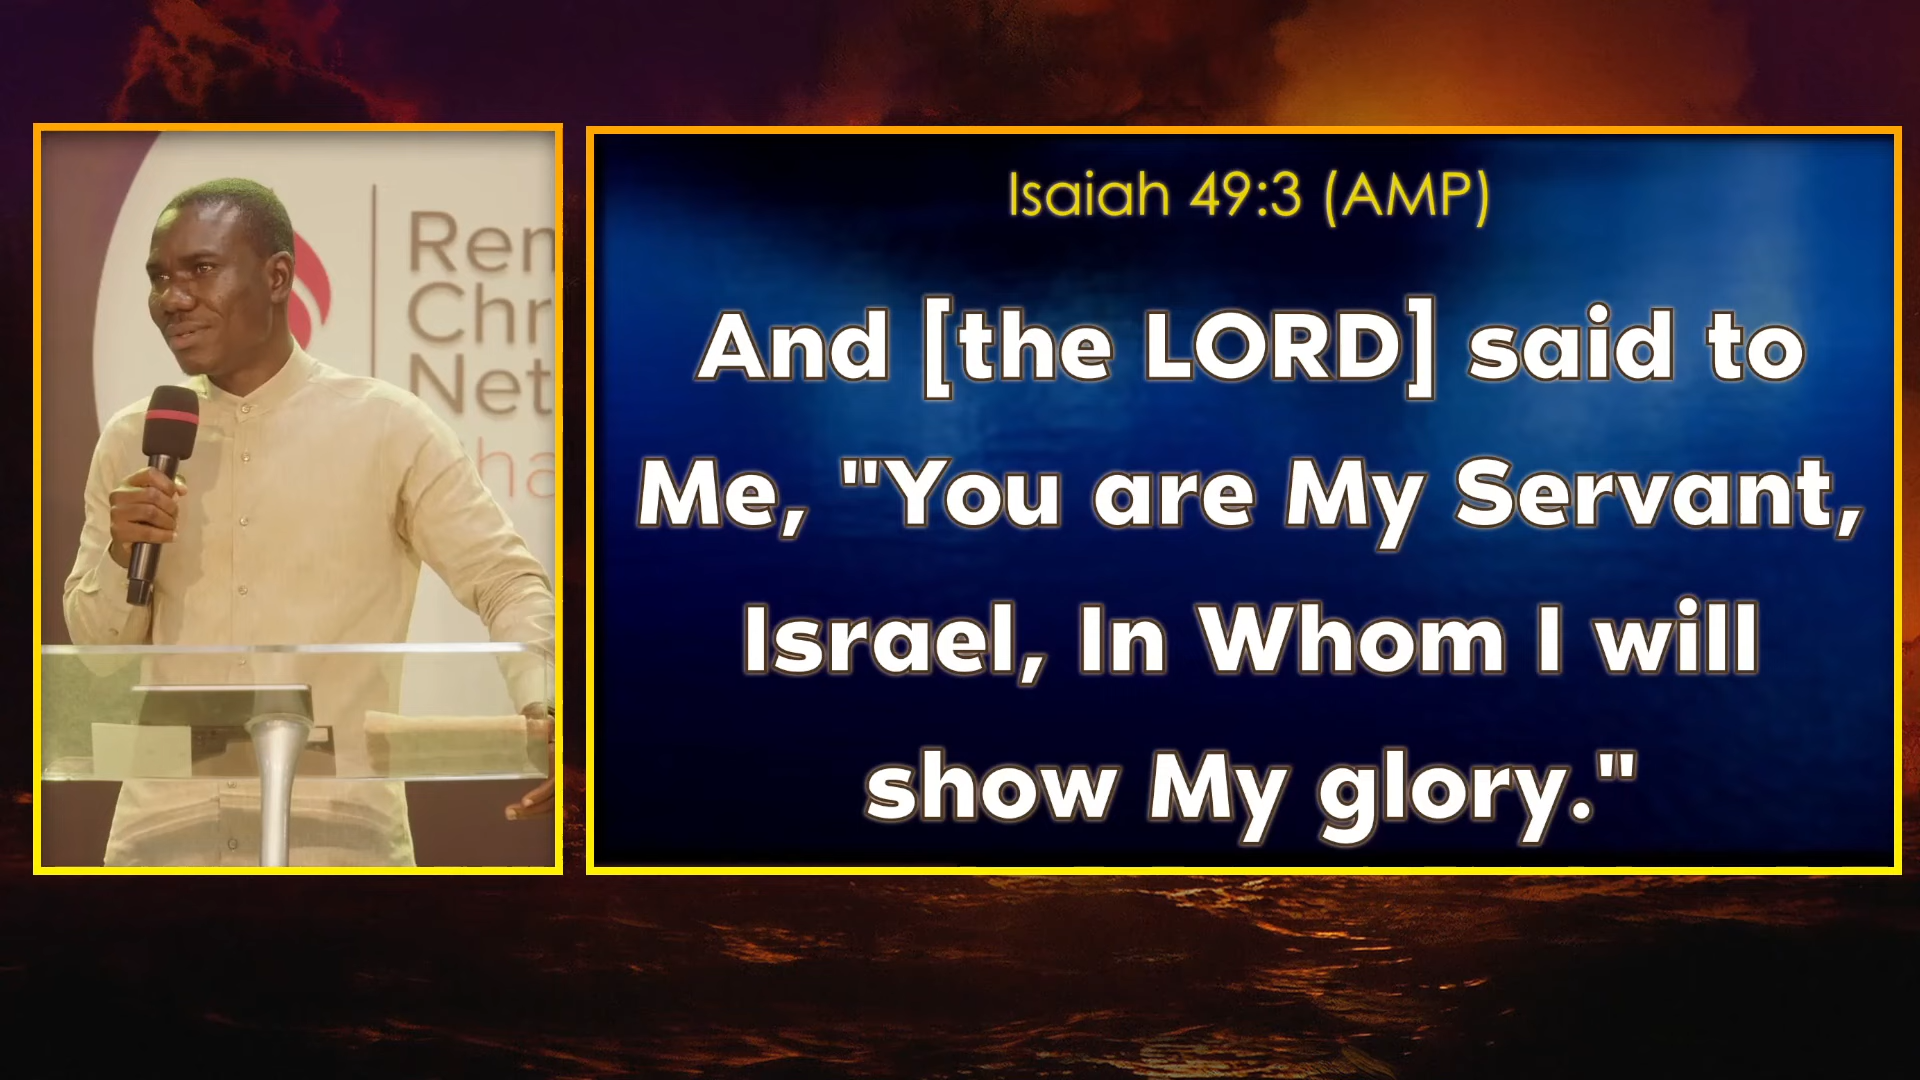 Ren
Chr
Net
Isaiah 49:3 (AMP)
And [the LORD] said to
Me, "You are My Servant,
Israel, In Whom I will
show My glory."